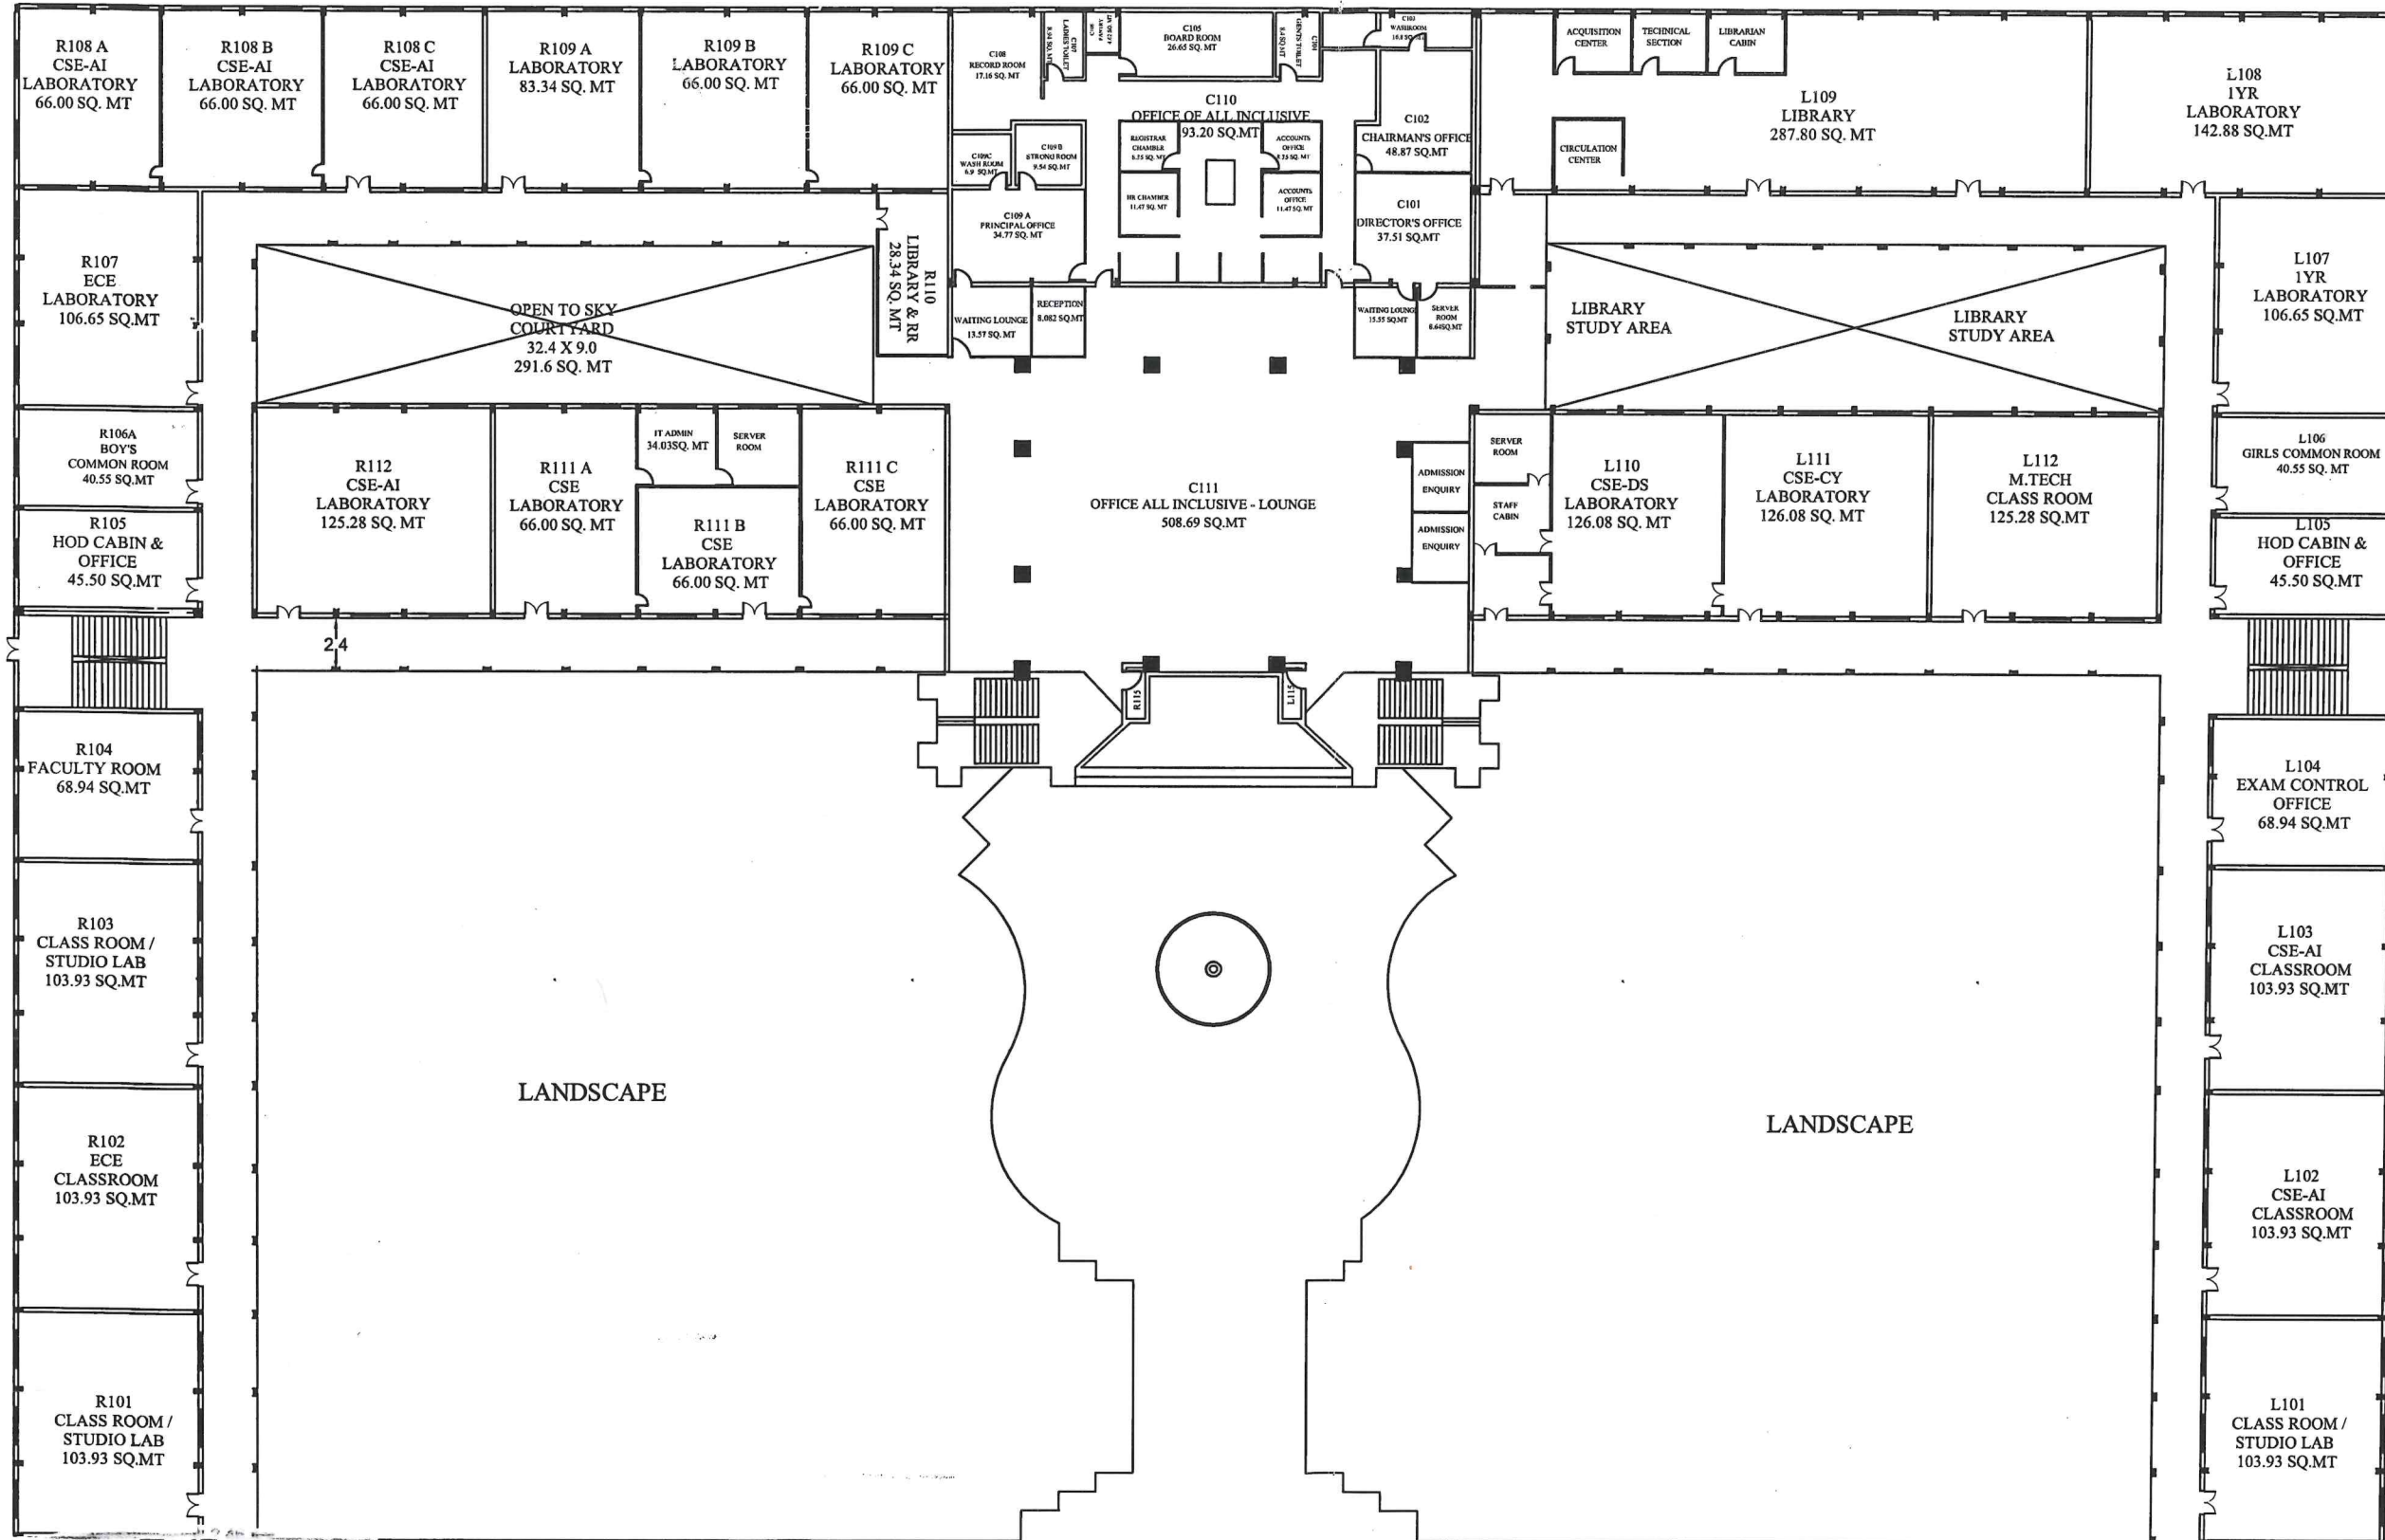 R108 A
CSE-AI
LABORATORY
66.00 SQ. MT
R108 B
CSE-AI
LABORATORY
66.00 SQ. MT
R108 C
CSE-AI
LABORATORY
66.00 SQ. MT
R109 A
LABORATORY
83.34 SQ. MT
R109 B
LABORATORY
66.00 SQ. MT
R109 C
LABORATORY
66.00 SQ. MT
C108
RECORD ROOM
17.16 SQ. MT
C107
LADIES TOILET
PANTRY
C105
BOARD ROOM
26.65 SQ. MT
GENTS TOILET
C103
WASHROOM
ACQUISITION
CENTER
TECHNICAL
SECTION
LIBRARIAN
CABIN
L109
LIBRARY
287.80 SQ. MT
CIRCULATION
CENTER
L108
1YR
LABORATORY
142.88 SQ.MT
C110
OFFICE OF ALL INCLUSIVE
93.20 SQ.MT
C102
CHAIRMAN'S OFFICE
48.87 SQ.MT
C109C
WASH ROOM
6.9 SQ.MT
C109 B
STRONG ROOM
9.54 SQ.MT
REGISTRAR
CHAMBER
ACCOUNTS
OFFICE
HR CHAMBER
11.47 SQ. MT
ACCOUNTS
OFFICE
11.47 SQ. MT
C109 A
PRINCIPAL OFFICE
34.77 SQ. MT
C101
DIRECTOR'S OFFICE
37.51 SQ.MT
R107
ECE
LABORATORY
106.65 SQ.MT
OPEN TO SKY
COURTYARD
32.4 X 9.0
291.6 SQ. MT
R110
LIBRARY & RR
28.34 SQ. MT
WAITING LOUNGE
13.57 SQ. MT
RECEPTION
8.082 SQ.MT
WAITING LOUNG
15.55 SQ.MT
SERVER
ROOM
LIBRARY
STUDY AREA
LIBRARY
STUDY AREA
L107
1YR
LABORATORY
106.65 SQ.MT
R106A
BOY'S
COMMON ROOM
40.55 SQ.MT
R105
HOD CABIN &
OFFICE
45.50 SQ.MT
R112
CSE-AI
LABORATORY
125.28 SQ. MT
R111 A
CSE
LABORATORY
66.00 SQ. MT
IT ADMIN
34.03SQ. MT
SERVER
ROOM
R111 B
CSE
LABORATORY
66.00 SQ. MT
R111 C
CSE
LABORATORY
66.00 SQ. MT
C111
OFFICE ALL INCLUSIVE - LOUNGE
508.69 SQ.MT
ADMISSION
ENQUIRY
ADMISSION
ENQUIRY
SERVER
ROOM
STAFF
CABIN
L110
CSE-DS
LABORATORY
126.08 SQ. MT
L111
CSE-CY
LABORATORY
126.08 SQ. MT
L112
M.TECH
CLASS ROOM
125.28 SQ.MT
L106
GIRLS COMMON ROOM
40.55 SQ. MT
L105
HOD CABIN &
OFFICE
45.50 SQ.MT
2.4
R115
L115
R104
FACULTY ROOM
68.94 SQ.MT
L104
EXAM CONTROL
OFFICE
68.94 SQ.MT
R103
CLASS ROOM /
STUDIO LAB
103.93 SQ.MT
L103
CSE-AI
CLASSROOM
103.93 SQ.MT
LANDSCAPE
LANDSCAPE
R102
ECE
CLASSROOM
103.93 SQ.MT
L102
CSE-AI
CLASSROOM
103.93 SQ.MT
R101
CLASS ROOM /
STUDIO LAB
103.93 SQ.MT
L101
CLASS ROOM /
STUDIO LAB
103.93 SQ.MT